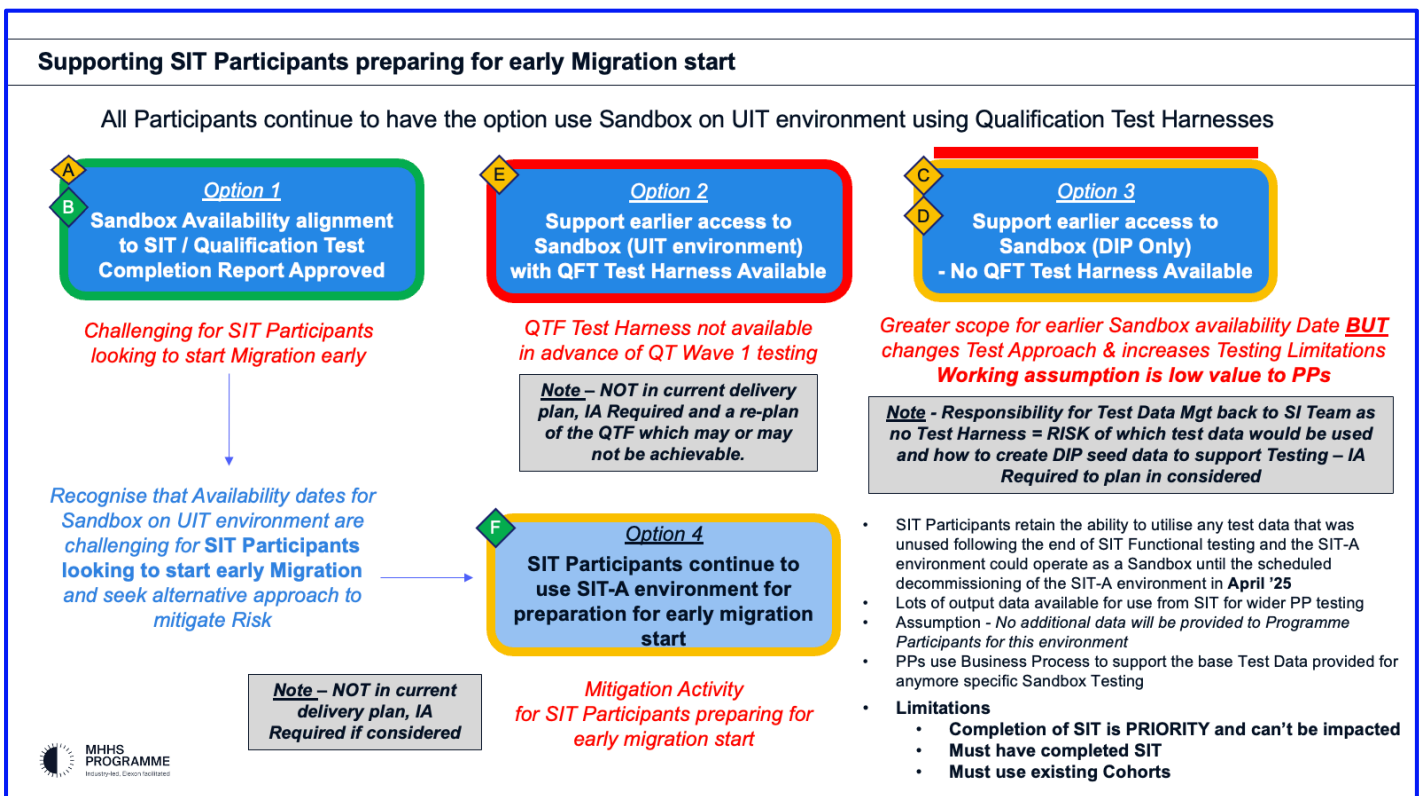 Supporting SIT Participants preparing for early Migration start
All Participants continue to have the option use Sandbox on UIT environment using Qualification Test Harnesses
A
B
Option 1
Sandbox Availability alignment
to SIT / Qualification Test
Completion Report Approved
Challenging for SIT Participants
looking to start Migration early
Recognise that Availability dates for
Sandbox on UIT environment are
challenging for SIT Participants
looking to start early Migration
and seek alternative approach to
mitigate Risk
Note – NOT in current
delivery plan, IA
Required if considered
E
Option 2
Support earlier access to
Sandbox (UIT environment)
with QFT Test Harness Available
QTF Test Harness not available
in advance of QT Wave 1 testing
Note – NOT in current delivery
plan, IA Required and a re-plan
of the QTF which may or may
not be achievable.
F
Option 4
SIT Participants continue to
use SIT-A environment for
preparation for early migration
start
Mitigation Activity
for SIT Participants preparing for
early migration start
C
D
Option 3
Support earlier access to
Sandbox (DIP Only)
- No QFT Test Harness Available
Greater scope for earlier Sandbox availability Date BUT
changes Test Approach & increases Testing Limitations
Working assumption is low value to PPs
Note - Responsibility for Test Data Mgt back to SI Team as
no Test Harness = RISK of which test data would be used
and how to create DIP seed data to support Testing – IA
Required to plan in considered
• SIT Participants retain the ability to utilise any test data that was
unused following the end of SIT Functional testing and the SIT-A
environment could operate as a Sandbox until the scheduled
decommissioning of the SIT-A environment in April ’25
• Lots of output data available for use from SIT for wider PP testing
• Assumption - No additional data will be provided to Programme
Participants for this environment
• PPs use Business Process to support the base Test Data provided for
anymore specific Sandbox Testing
• Limitations
• Completion of SIT is PRIORITY and can’t be impacted
• Must have completed SIT
• Must use existing Cohorts
MHHS
PROGRAMME
Industry-led, Elexon facilitated